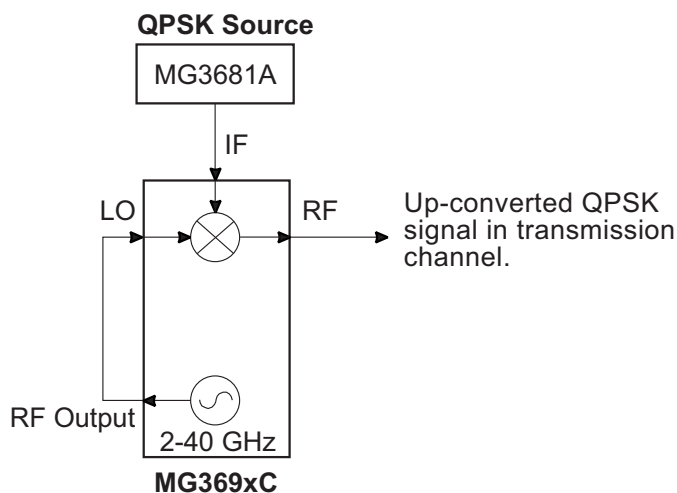 QPSK Source
MG3681A
IF
LO
RF
Up-converted QPSK
signal in transmission
channel.
RF Output
2-40 GHz
MG369xC